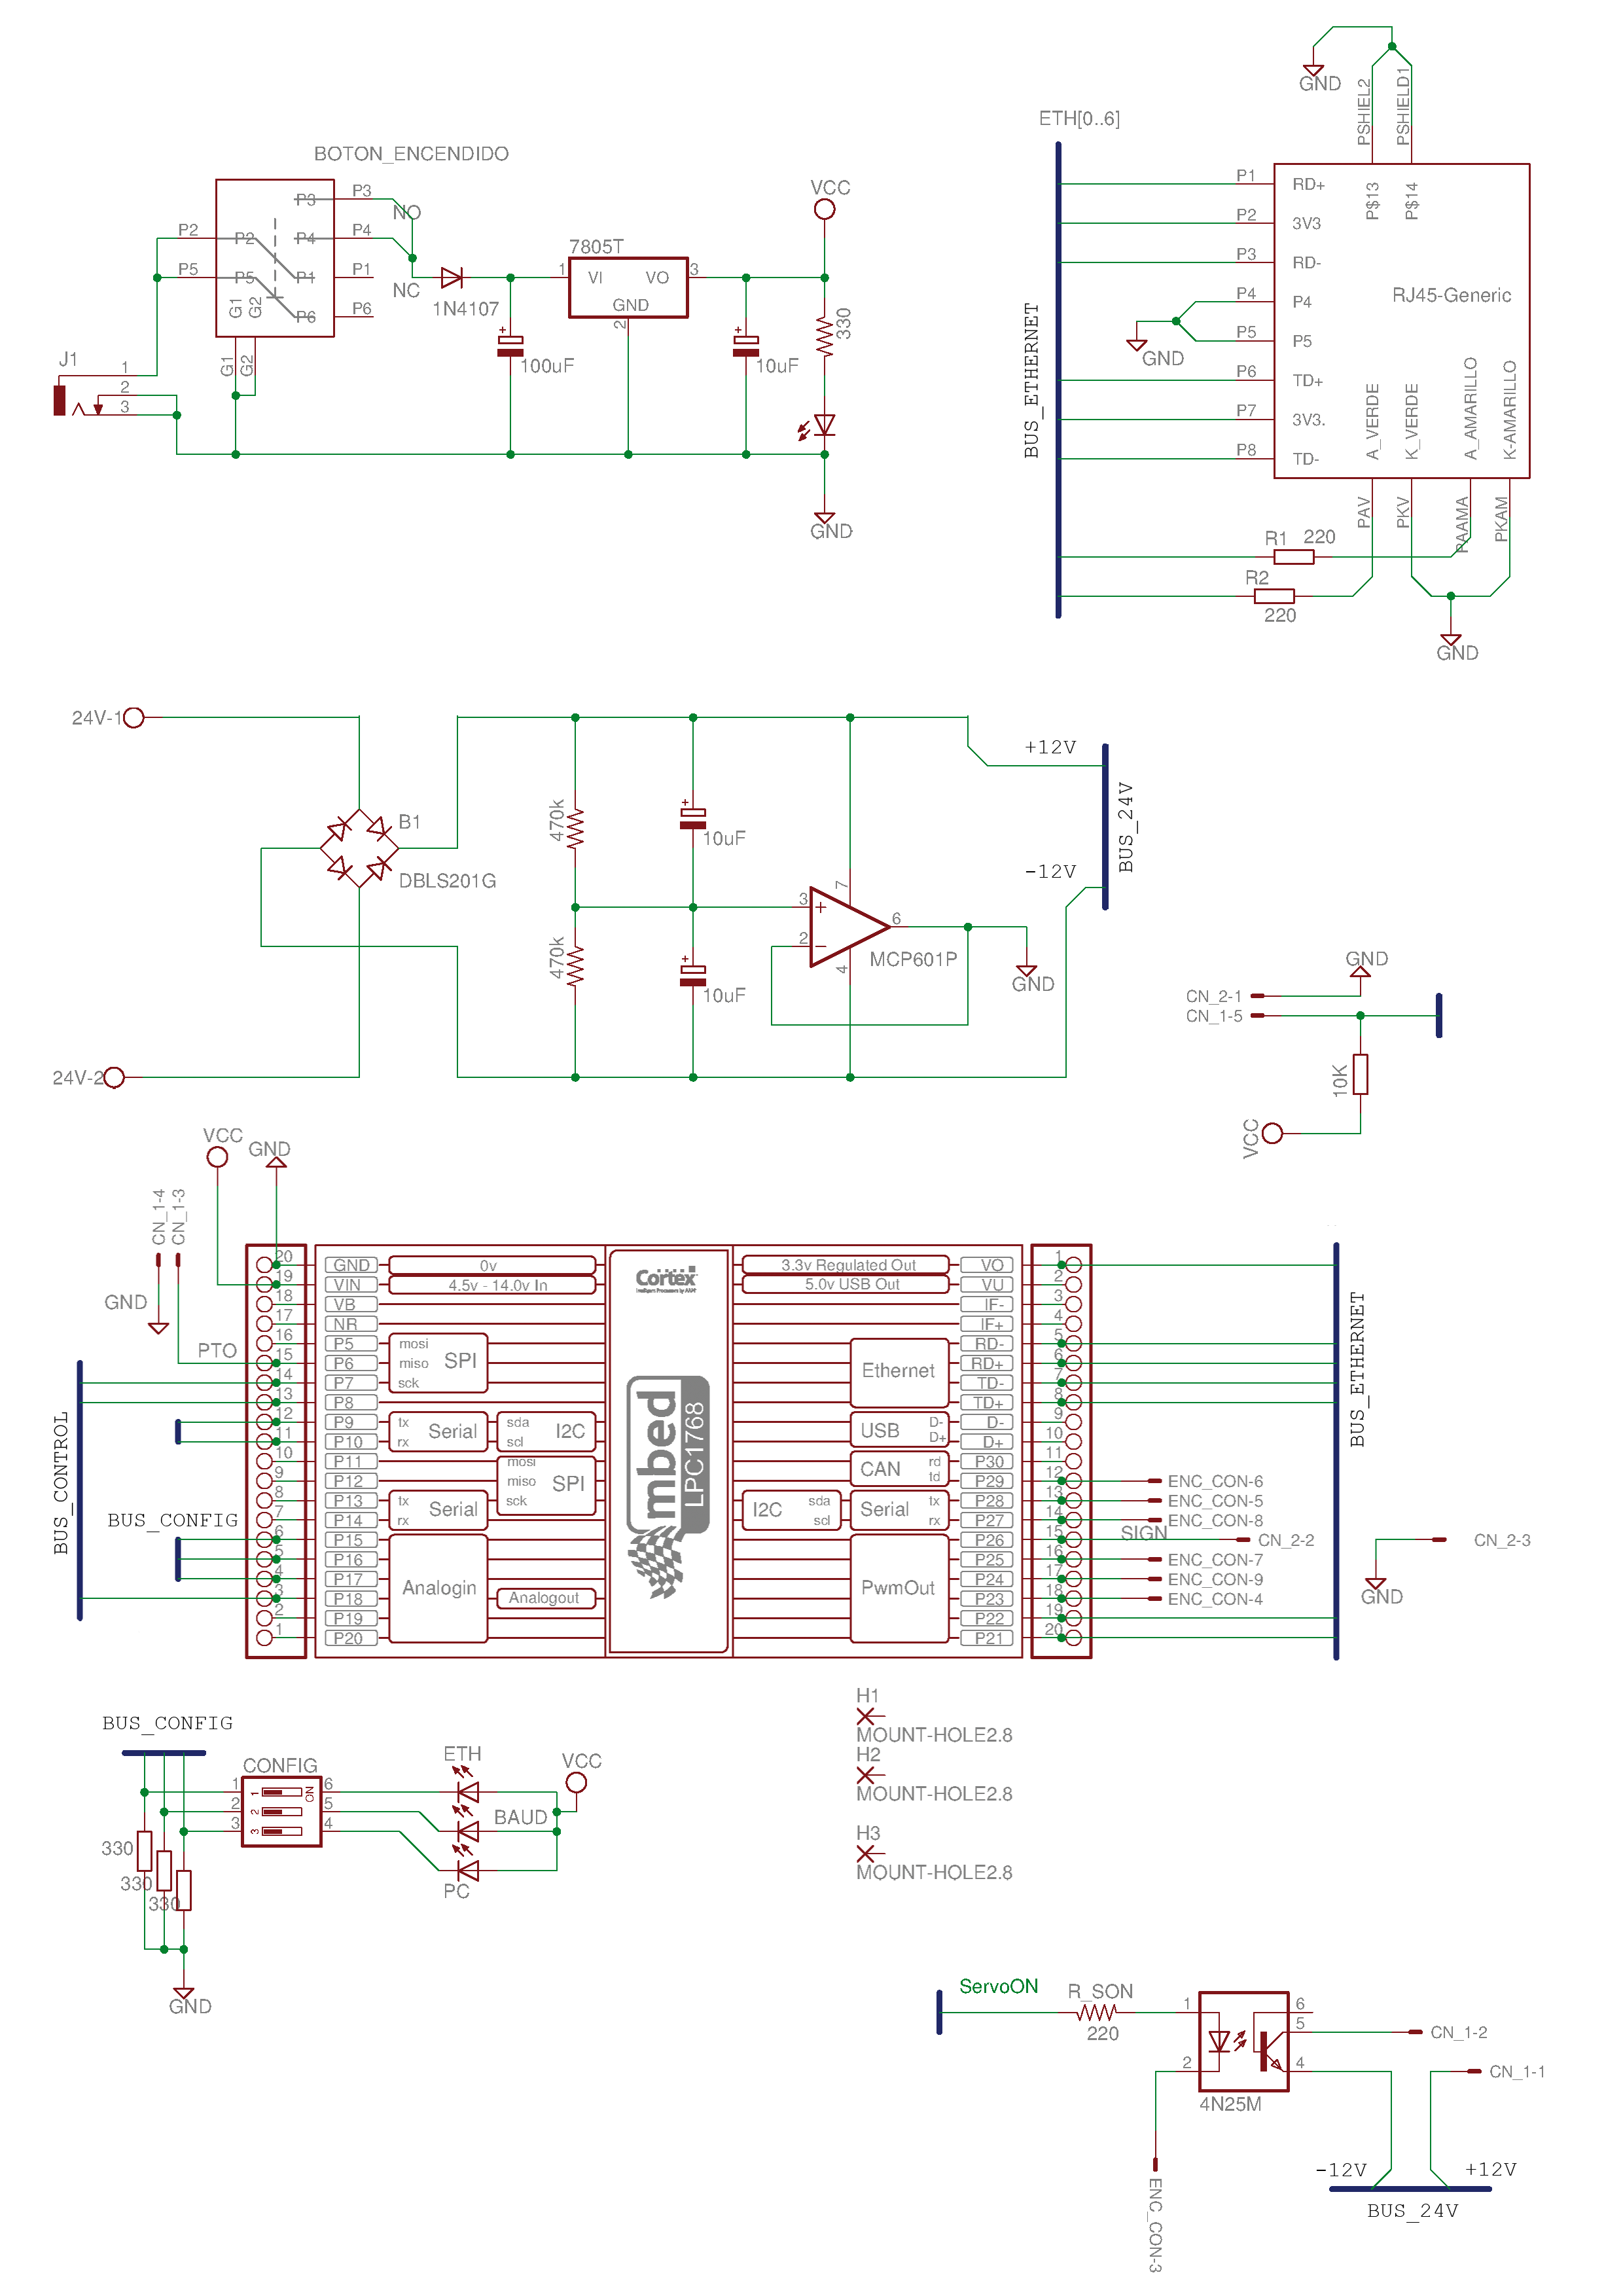 GND
PSHIEL2
PSHIELD1
ETH[0..6]
BOTON_ENCENDIDO
P3 P3 NO
P2 P2 P4 P4
P5 P5 P1 P1
NC
G1 G2 P6 P6
G1 G2
J1
1
2
3
1N4107
100uF
7805T
1 VI VO 3
GND
2
10uF
VCC
330
GND
BUS_ETHERNET
P1 RD+ P$13 P$14
P2 3V3
P3 RD-
P4 P4 RJ45-Generic
P5 P5
GND
P6 TD+
P7 3V3.
P8 TD-
A_VERDE K_VERDE A_AMARILLO K-AMARILLO
PAV PKV PAAMA PKAM
R1 220
R2
220
GND
24V-1
B1
DBLS201G
24V-2
470k
470k
10uF
10uF
3 + 7
2 − 4
6
MCP601P
GND
+12V
-12V
BUS_24V
GND
CN_2-1
CN_1-5
10K
VCC
VCC GND
CN_1-4
CN_1-3
GND
PTO
BUS_CONTROL
BUS_CONFIG
20 GND 0v
19 VIN 4.5v - 14.0v In
18 VB
17 NR
16 P5 mosi
15 P6 miso SPI
14 P7 sck
13 P8
12 P9 tx Serial sda I2C
11 P10 rx scl
10 P11 mosi
9 P12 miso SPI
8 P13 tx Serial sck
7 P14 rx
6 P15
5 P16
4 P17 Analogin
3 P18 Analogout
2 P19
1 P20
Cortex
Intelligent Processors by ARM
mbed
LPC1768
3.3v Regulated Out VO 1
5.0v USB Out VU 2
IF- 3
IF+ 4
RD- 5
Ethernet RD+ 6
TD- 7
TD+ 8
USB D- D- 9
D+ D+ 10
CAN rd P30 11
td P29 12 ENC_CON-6
I2C sda Serial tx P28 13 ENC_CON-5
scl rx P27 14 ENC_CON-8
P26 15 SIGN CN_2-2
P25 16 ENC_CON-7
PwmOut P24 17 ENC_CON-9
P23 18 ENC_CON-4
P22 19
P21 20
BUS_ETHERNET
CN_2-3
GND
BUS_CONFIG
CONFIG
1 1 ON 6
2 2 5
3 3 4
330
330
330
GND
ETH
BAUD
PC
VCC
H1
MOUNT-HOLE2.8
H2
MOUNT-HOLE2.8
H3
MOUNT-HOLE2.8
ServoON
R_SON
220
1 6
5
2 4
4N25M
CN_1-2
CN_1-1
ENC_CON-3
-12V +12V
BUS_24V